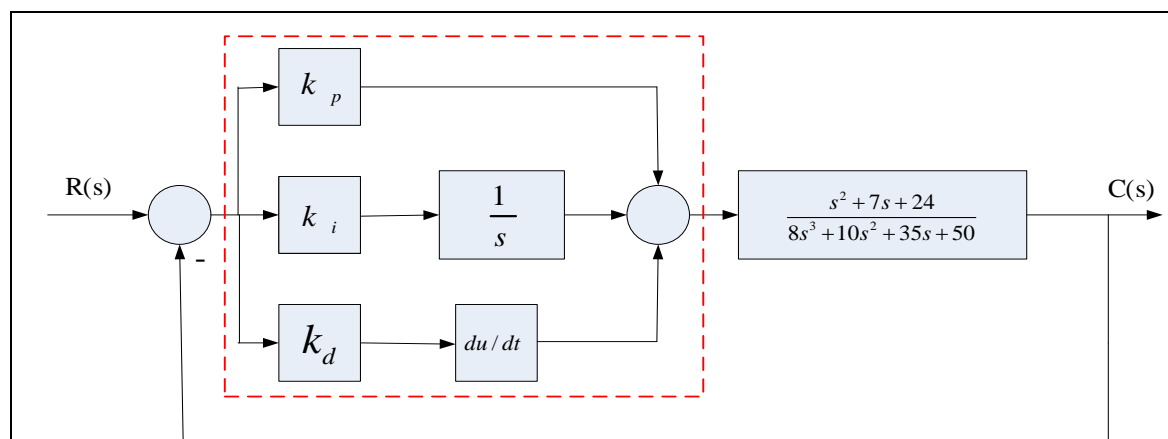 k p
R(s)
k i
1
s
s² + 7s + 24
8s³ + 10s² + 35s + 50
C(s)
-
k d
du / dt